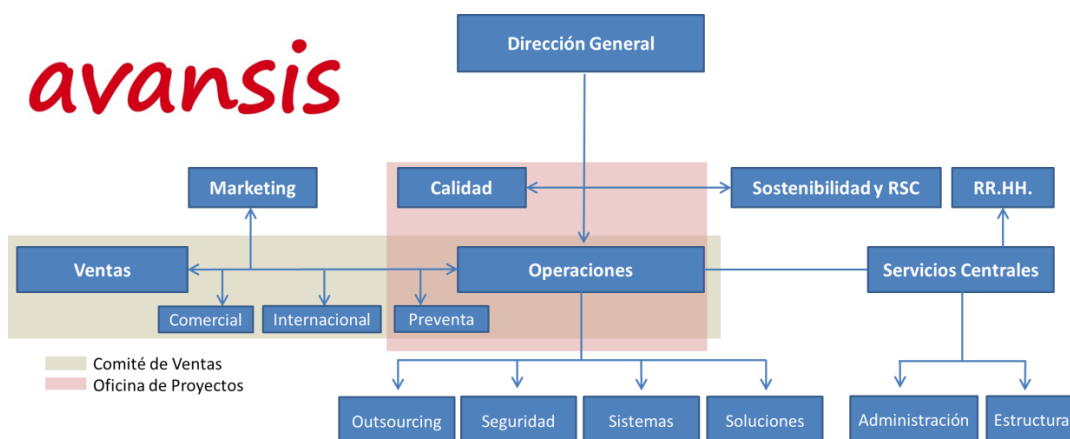 avansis
Dirección General
Marketing
Calidad
Sostenibilidad y RSC
RR.HH.
Ventas
Operaciones
Servicios Centrales
Comercial
Internacional
Preventa
Comité de Ventas
Oficina de Proyectos
Outsourcing
Seguridad
Sistemas
Soluciones
Administración
Estructura